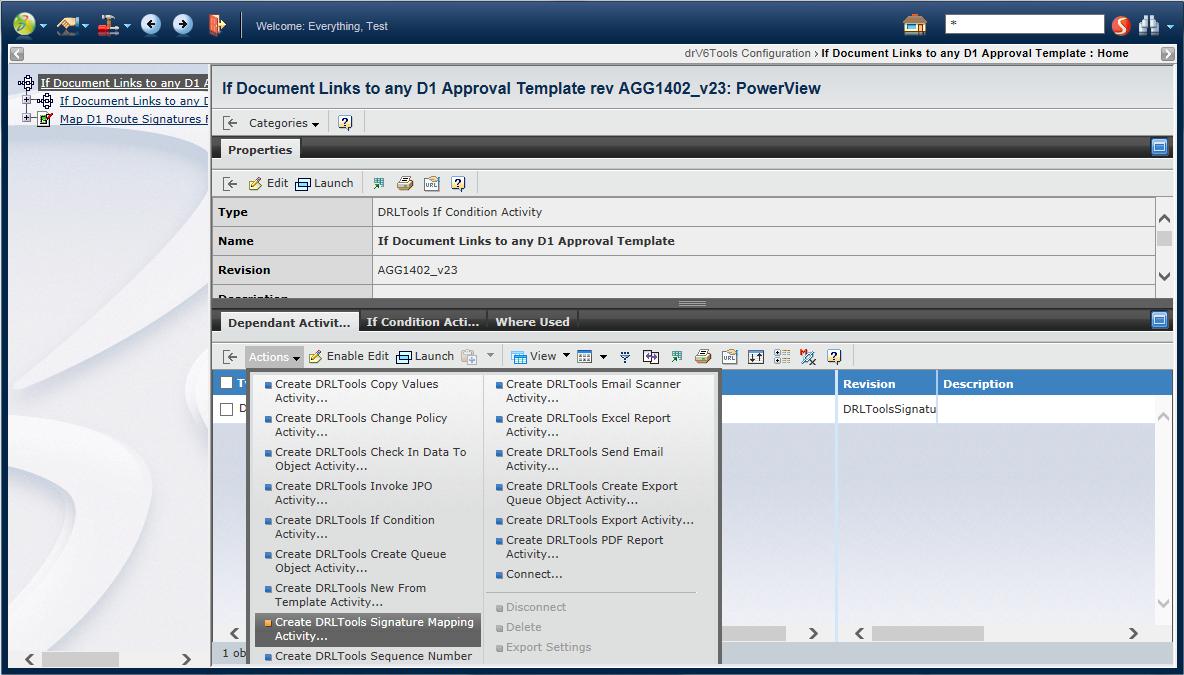 Welcome: Everything, Test
*
drV6Tools Configuration › If Document Links to any D1 Approval Template : Home
If Document Links to any D1 A
If Document Links to any D
Map D1 Route Signatures F
If Document Links to any D1 Approval Template rev AGG1402_v23: PowerView
Categories
Properties
Edit Launch
Type DRLTools If Condition Activity
Name If Document Links to any D1 Approval Template
Revision AGG1402_v23
Description
Dependant Activit... If Condition Acti... Where Used
Actions Enable Edit Launch View
Revision Description
DRLToolsSignatu
Create DRLTools Copy Values
Activity...
Create DRLTools Change Policy
Activity...
Create DRLTools Check In Data To
Object Activity...
Create DRLTools Invoke JPO
Activity...
Create DRLTools If Condition
Activity...
Create DRLTools Create Queue
Object Activity...
Create DRLTools New From
Template Activity...
Create DRLTools Signature Mapping
Activity...
Create DRLTools Sequence Number
Create DRLTools Email Scanner
Activity...
Create DRLTools Excel Report
Activity...
Create DRLTools Send Email
Activity...
Create DRLTools Create Export
Queue Object Activity...
Create DRLTools Export Activity...
Create DRLTools PDF Report
Activity...
Connect...
Disconnect
Delete
Export Settings
1 ob